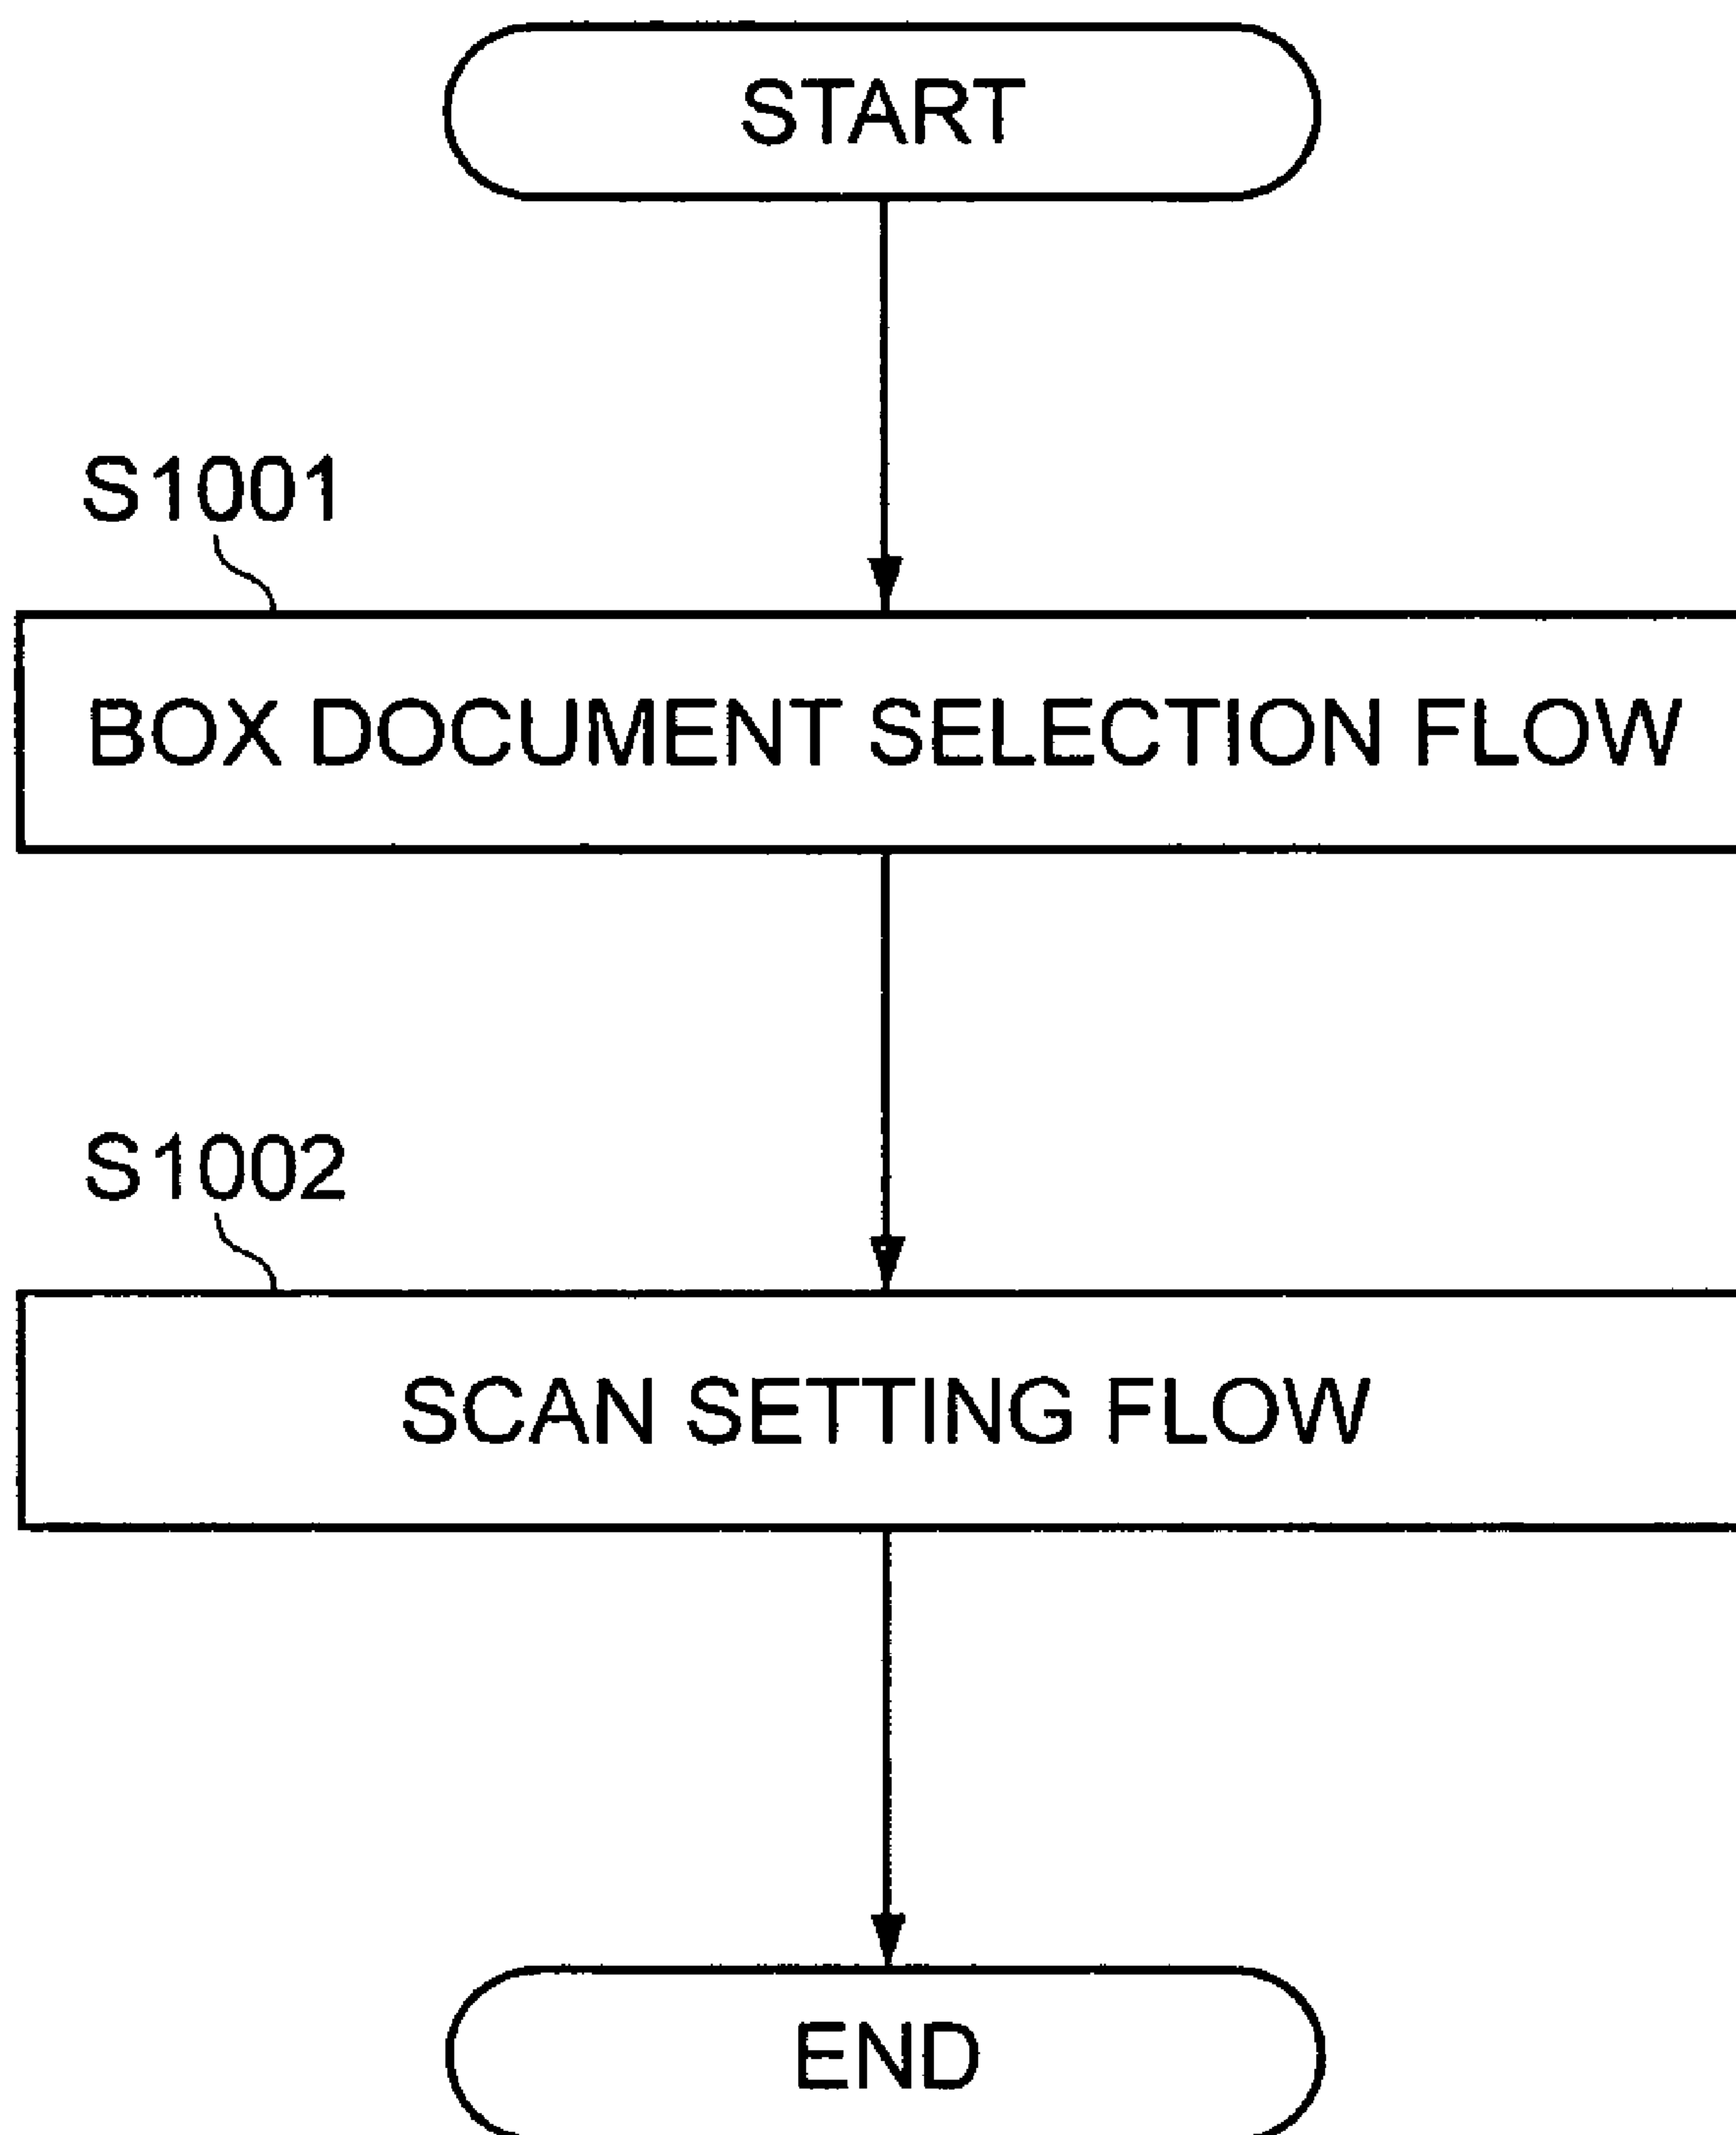 START
S1001
BOX DOCUMENT SELECTION FLOW
S1002
SCAN SETTING FLOW
END